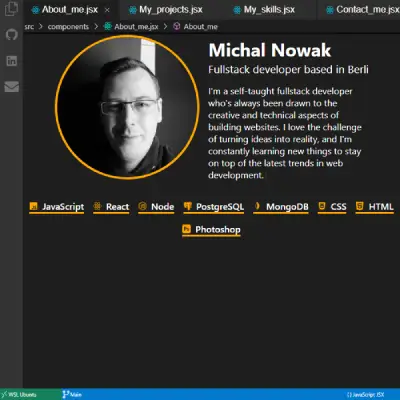 About_me.jsx × My_projects.jsx My_skills.jsx Contact_me.jsx
src > components > About_me.jsx > About_me
Michal Nowak
Fullstack developer based in Berli
I'm a self-taught fullstack developer
who's always been drawn to the
creative and technical aspects of
building websites. I love the challenge
of turning ideas into reality, and I'm
constantly learning new things to stay
on top of the latest trends in web
development.
JavaScript React Node PostgreSQL MongoDB CSS HTML
Photoshop
WSL Ubuntu Main {} JavaScript JSX